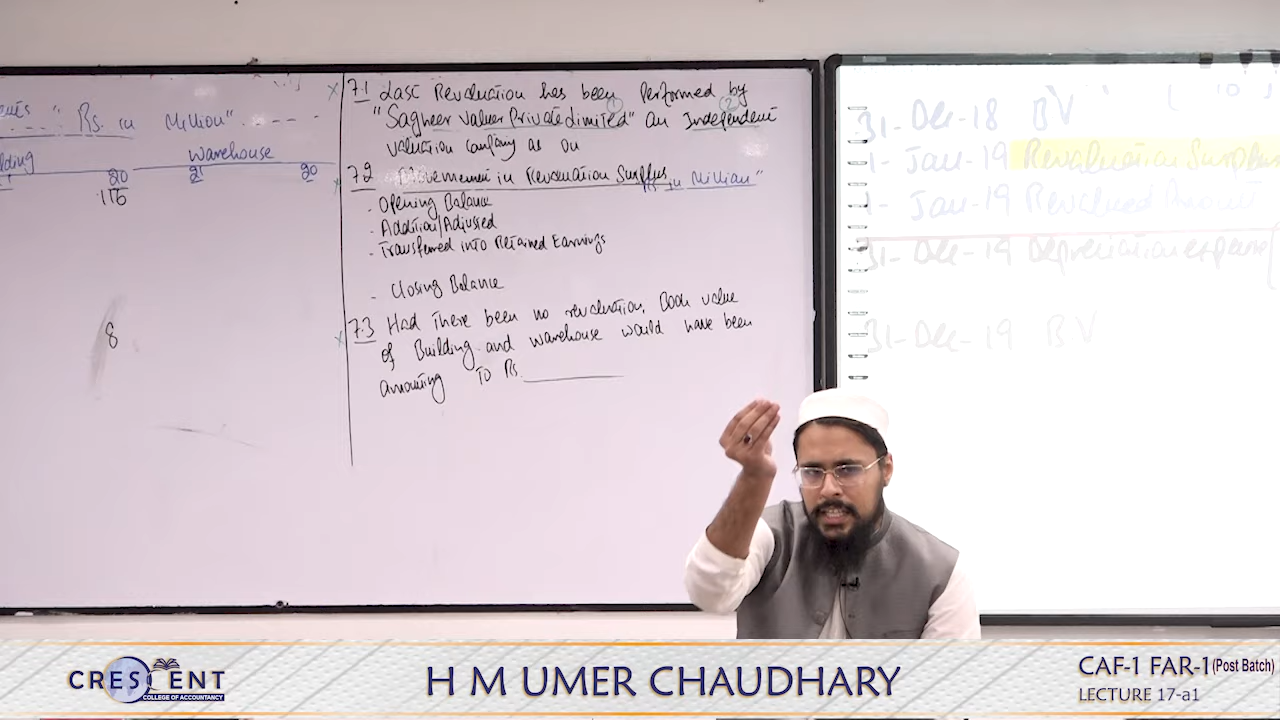 Rs. in Million" . - - -
Building
Warehouse
21 20
116
8
7.1 Last Revaluation has been Performed by
"Sagheer Valuer Private Limited" an Independent
Valuation Company as on
7.2 Movement in Revaluation Surplus
"Rs in Million"
- Opening Balance
- Addition/Adjused
- Transferred into Retained Earnings
- Closing Balance
7.3 Had There been no revaluation, Book value
of Building and warehouse would have been
amouning To Rs.
31-Dec-18 BV
1-Jan-19 Revaluation Surplus
1-Jan-19 Revalued Amount
31-Dec-19 depreciation expense
31-Dec-19 BV
CRESCENT
COLLEGE OF ACCOUNTANCY
H M UMER CHAUDHARY
CAF-1 FAR-1 (Post Batch)
LECTURE 17-a1